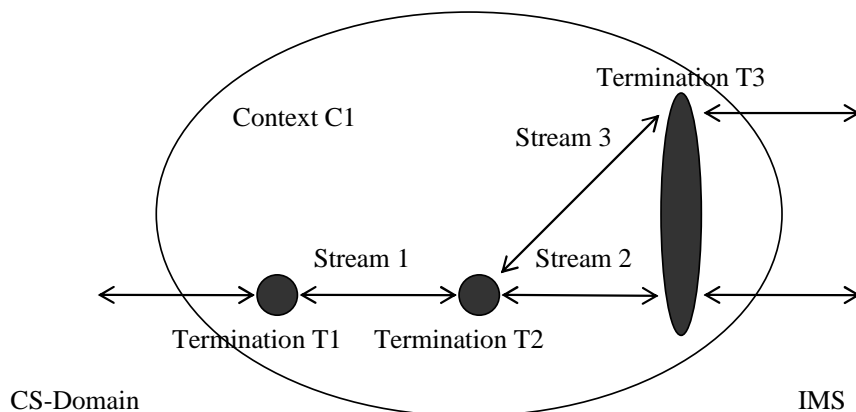 Termination T3
Context C1
Stream 3
Stream 1
Stream 2
Termination T1
Termination T2
CS-Domain
IMS